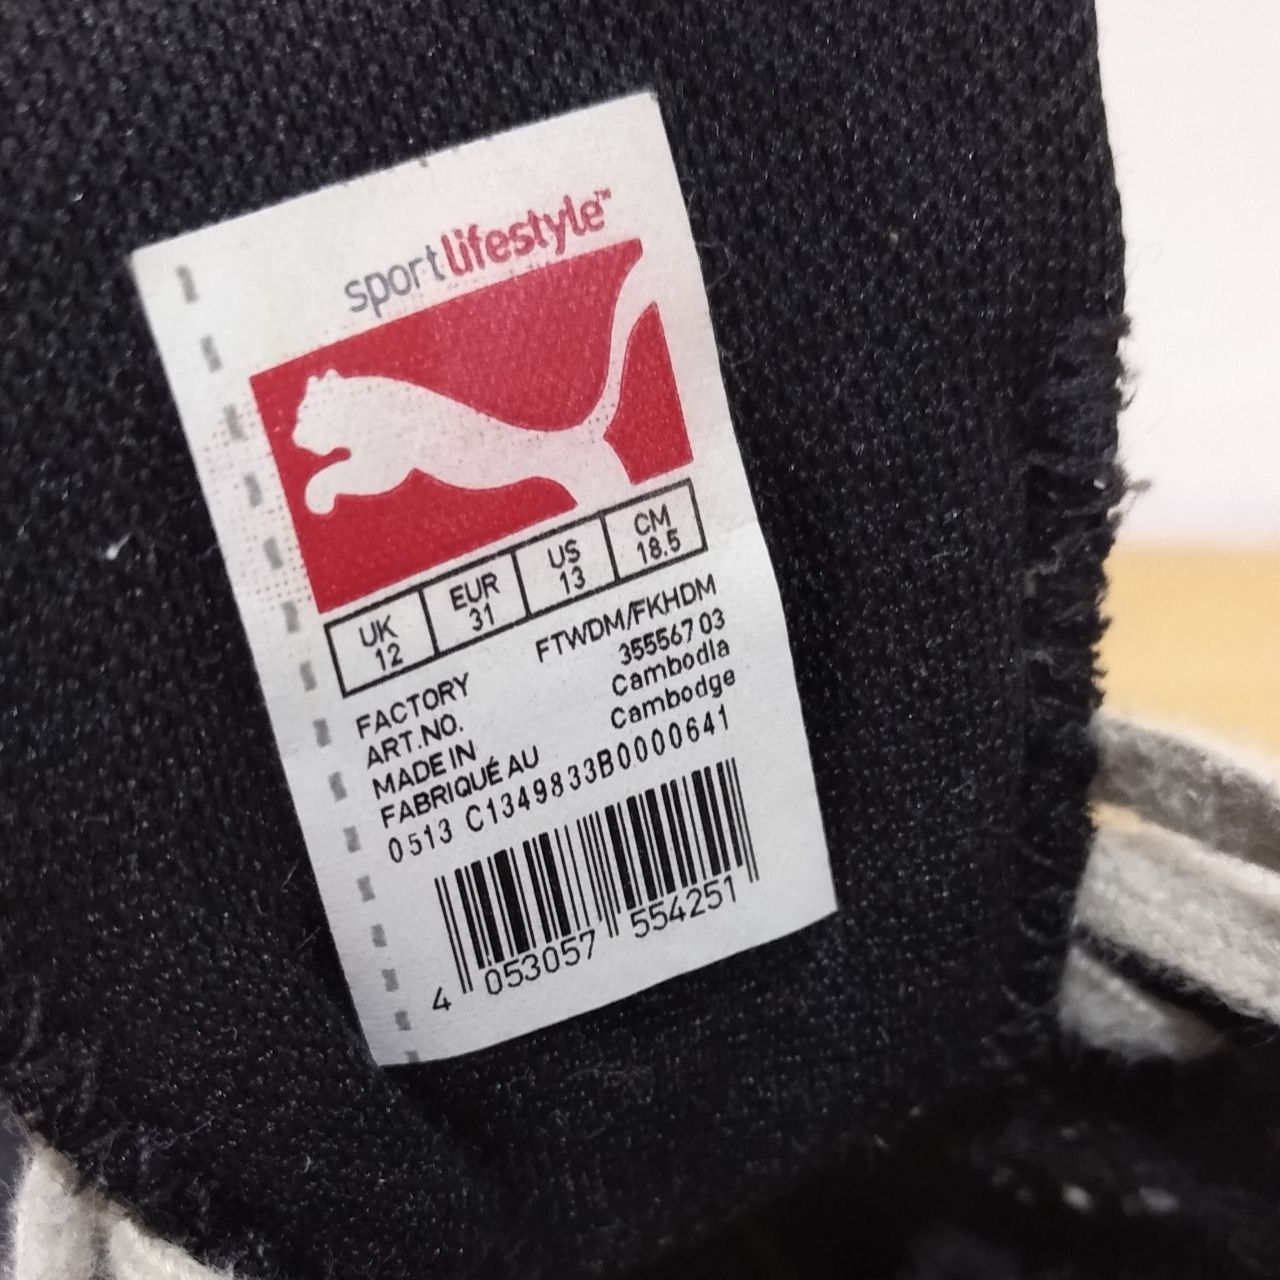 sportlifestyle™
UK EUR US CM
12 31 13 18.5
FACTORY FTWDM/FKHDM
ART.NO. 355567 03
MADE IN Cambodia
FABRIQUÉ AU Cambodge
0513 C1349833B0000641
4 053057 554251